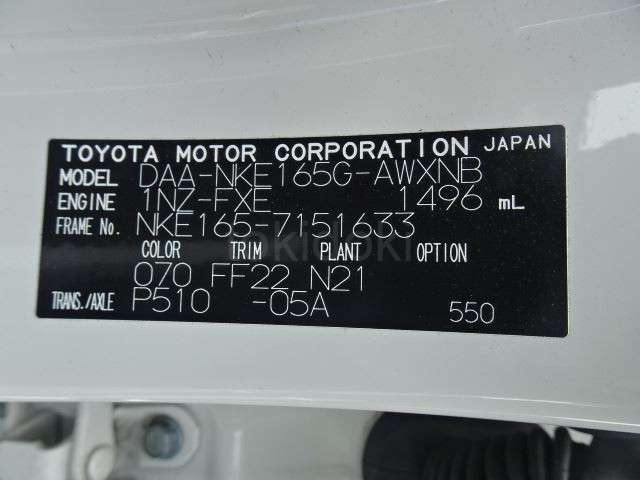 TOYOTA MOTOR CORPORATION JAPAN
MODEL DAA-NKE165G-AWXNB
ENGINE 1NZ-FXE 1496 mL
FRAME No. NKE165-7151633
COLOR TRIM PLANT OPTION
070 FF22 N21
TRANS./AXLE P510 -05A 550